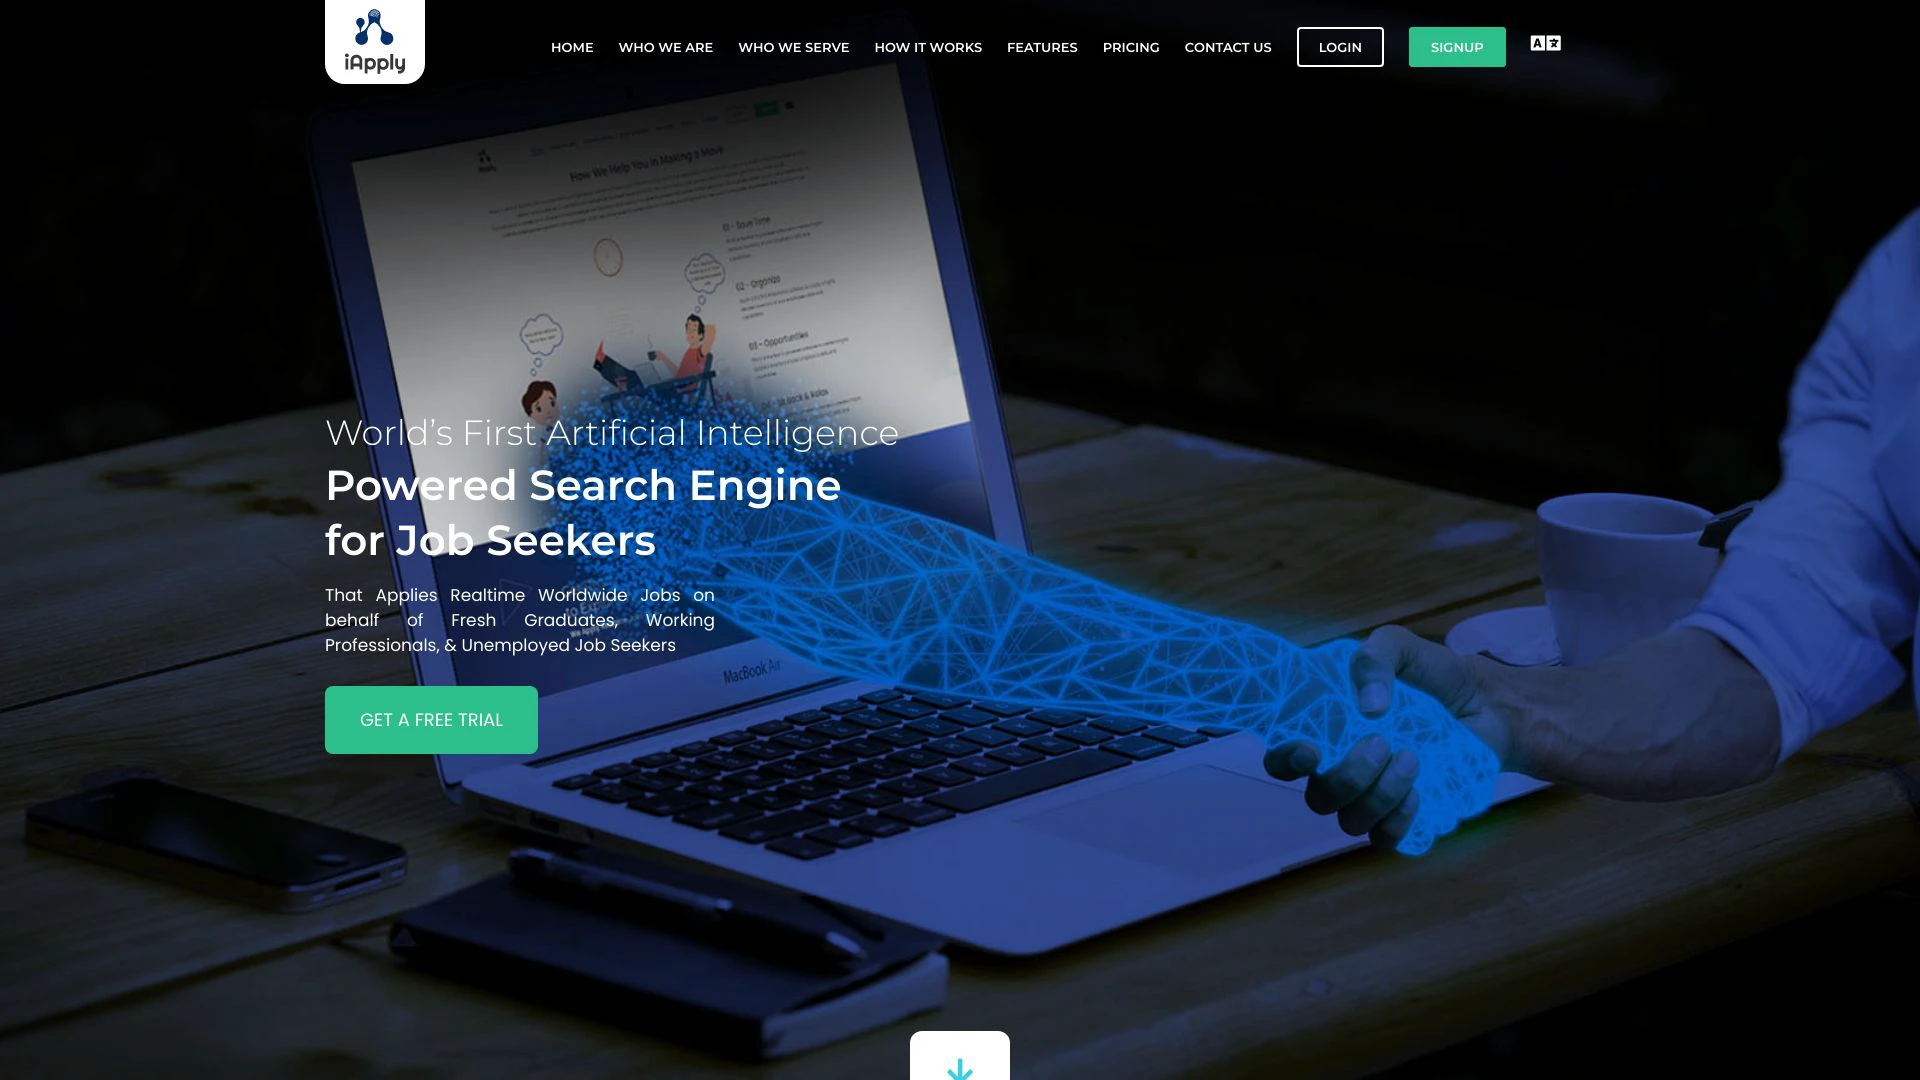 iApply
HOME
WHO WE ARE
WHO WE SERVE
HOW IT WORKS
FEATURES
PRICING
CONTACT US
LOGIN
SIGNUP
How We Help You In Making a Move
01 - Save Time
02 - Organize
03 - Opportunities
World's First Artificial Intelligence
Powered Search Engine
for Job Seekers
That Applies Realtime Worldwide Jobs on
behalf of Fresh Graduates, Working
Professionals, & Unemployed Job Seekers
MacBook Air
GET A FREE TRIAL